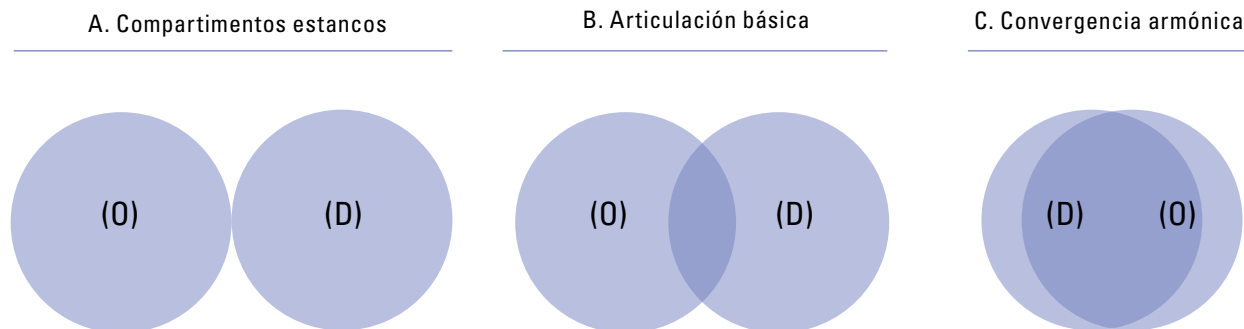 A. Compartimentos estancos
B. Articulación básica
C. Convergencia armónica
(O)
(D)
(O)
(D)
(D)
(O)